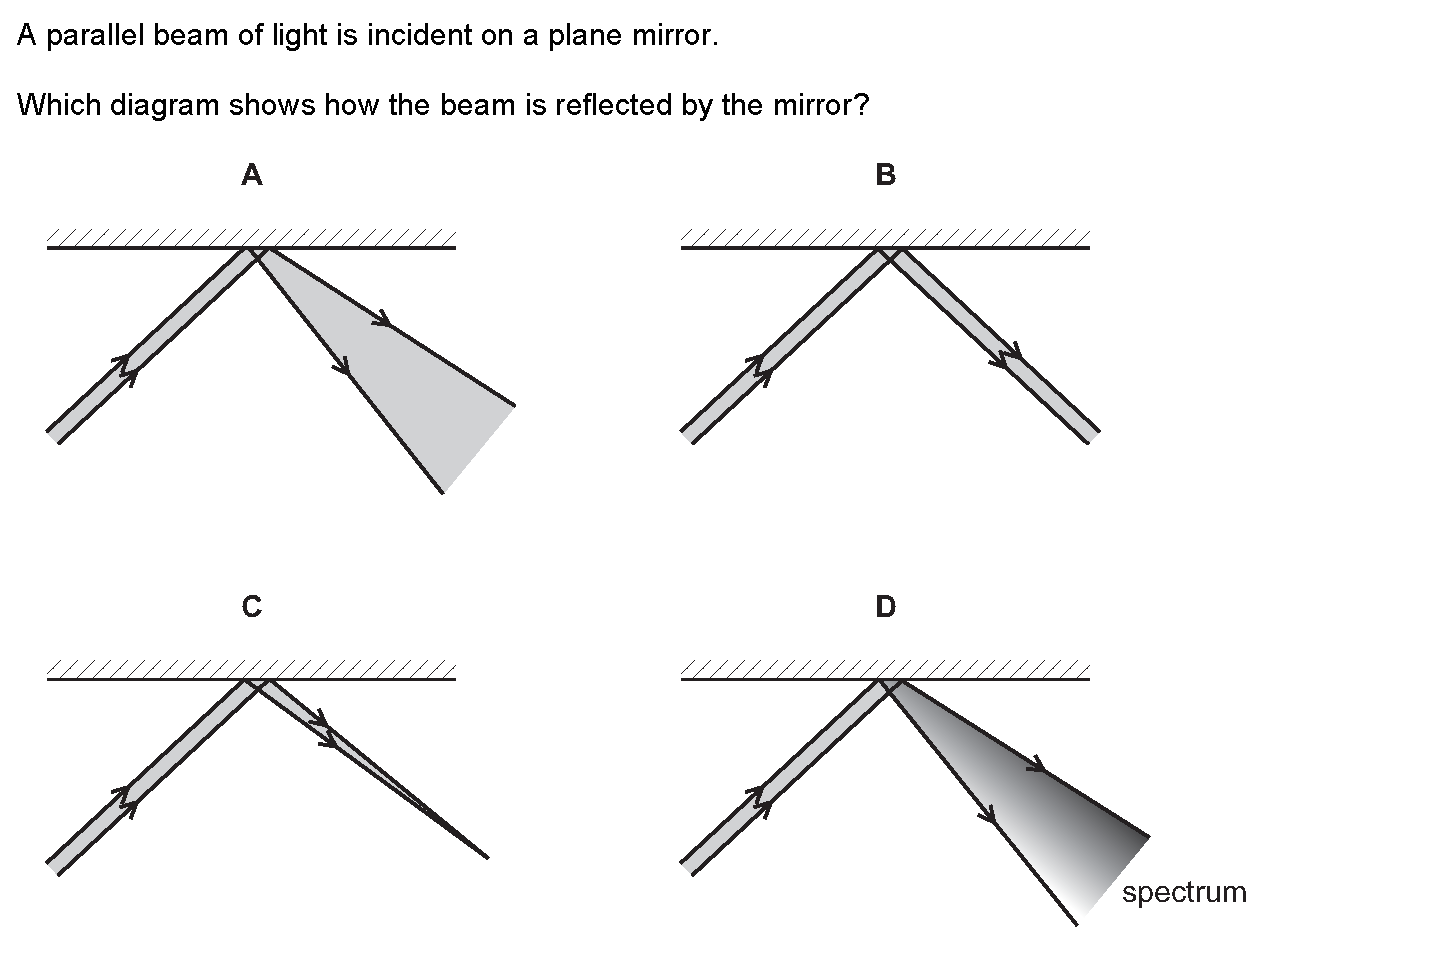 A parallel beam of light is incident on a plane mirror.
Which diagram shows how the beam is reflected by the mirror?
A
B
C
D
spectrum